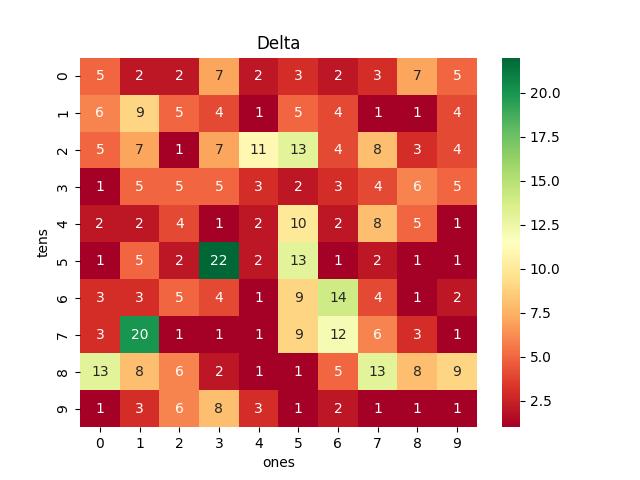 Delta
0 5 2 2 7 2 3 2 3 7 5
1 6 9 5 4 1 5 4 1 1 4
2 5 7 1 7 11 13 4 8 3 4
3 1 5 5 5 3 2 3 4 6 5
4 2 2 4 1 2 10 2 8 5 1
5 1 5 2 22 2 13 1 2 1 1
6 3 3 5 4 1 9 14 4 1 2
7 3 20 1 1 1 9 12 6 3 1
8 13 8 6 2 1 1 5 13 8 9
9 1 3 6 8 3 1 2 1 1 1
0 1 2 3 4 5 6 7 8 9
ones
tens
20.0
17.5
15.0
12.5
10.0
7.5
5.0
2.5